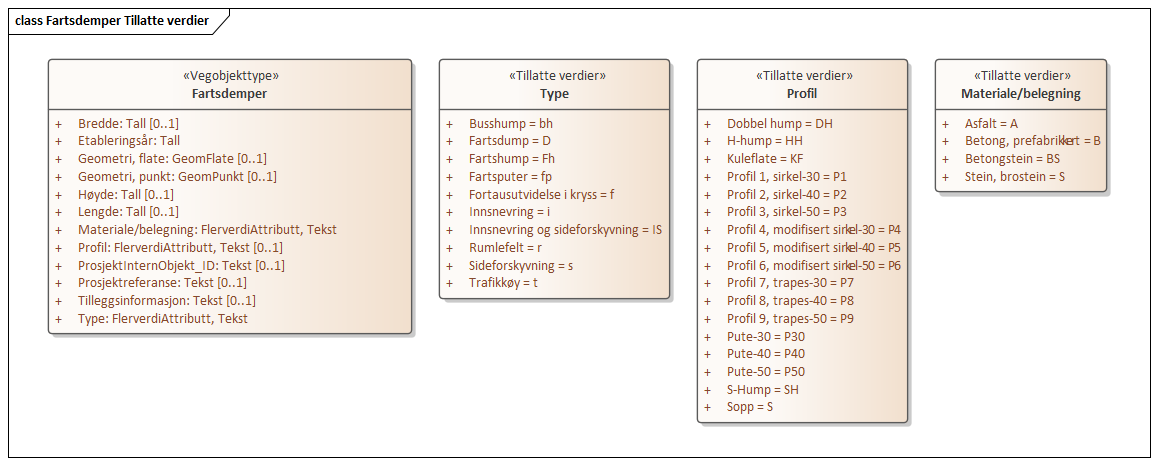 class Fartsdemper Tillatte verdier
«Vegobjekttype»
Fartsdemper
+ Bredde: Tall [0..1]
+ Etableringsår: Tall
+ Geometri, flate: GeomFlate [0..1]
+ Geometri, punkt: GeomPunkt [0..1]
+ Høyde: Tall [0..1]
+ Lengde: Tall [0..1]
+ Materiale/belegning: FlerverdiAttributt, Tekst
+ Profil: FlerverdiAttributt, Tekst [0..1]
+ ProsjektInternObjekt_ID: Tekst [0..1]
+ Prosjektreferanse: Tekst [0..1]
+ Tilleggsinformasjon: Tekst [0..1]
+ Type: FlerverdiAttributt, Tekst
«Tillatte verdier»
Type
+ Busshump = bh
+ Fartsdump = D
+ Fartshump = Fh
+ Fartsputer = fp
+ Fortausutvidelse i kryss = f
+ Innsnevring = i
+ Innsnevring og sideforskyvning = IS
+ Rumlefelt = r
+ Sideforskyvning = s
+ Trafikkøy = t
«Tillatte verdier»
Profil
+ Dobbel hump = DH
+ H-hump = HH
+ Kuleflate = KF
+ Profil 1, sirkel-30 = P1
+ Profil 2, sirkel-40 = P2
+ Profil 3, sirkel-50 = P3
+ Profil 4, modifisert sirkel-30 = P4
+ Profil 5, modifisert sirkel-40 = P5
+ Profil 6, modifisert sirkel-50 = P6
+ Profil 7, trapes-30 = P7
+ Profil 8, trapes-40 = P8
+ Profil 9, trapes-50 = P9
+ Pute-30 = P30
+ Pute-40 = P40
+ Pute-50 = P50
+ S-Hump = SH
+ Sopp = S
«Tillatte verdier»
Materiale/belegning
+ Asfalt = A
+ Betong, prefabrikkert = B
+ Betongstein = BS
+ Stein, brostein = S